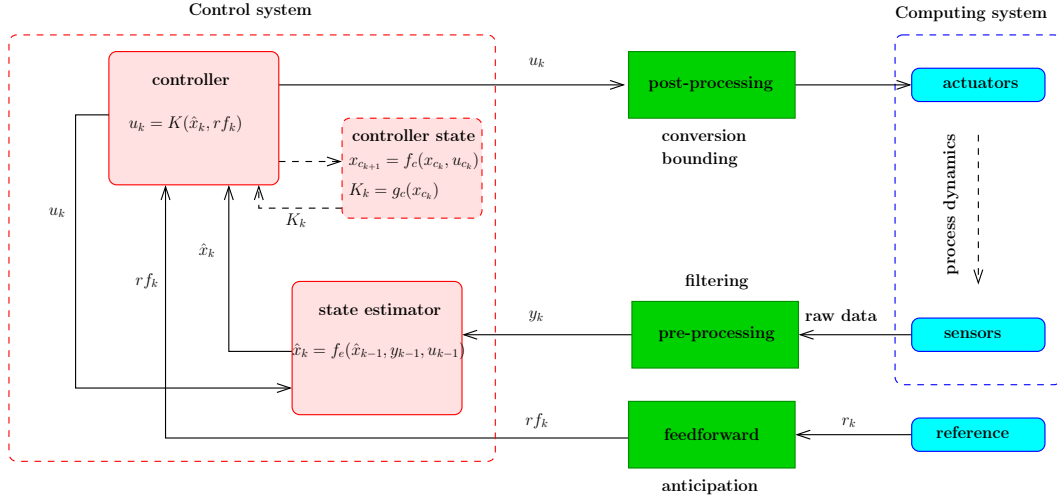 Control system
Computing system
controller
u_k = K(x̂_k, rf_k)
u_k
post-processing
conversion
bounding
actuators
controller state
x_{c_{k+1}} = f_c(x_{c_k}, u_{c_k})
K_k = g_c(x_{c_k})
K_k
process dynamics
u_k
x̂_k
rf_k
state estimator
x̂_k = f_e(x̂_{k-1}, y_{k-1}, u_{k-1})
y_k
filtering
pre-processing
raw data
sensors
rf_k
feedforward
anticipation
r_k
reference